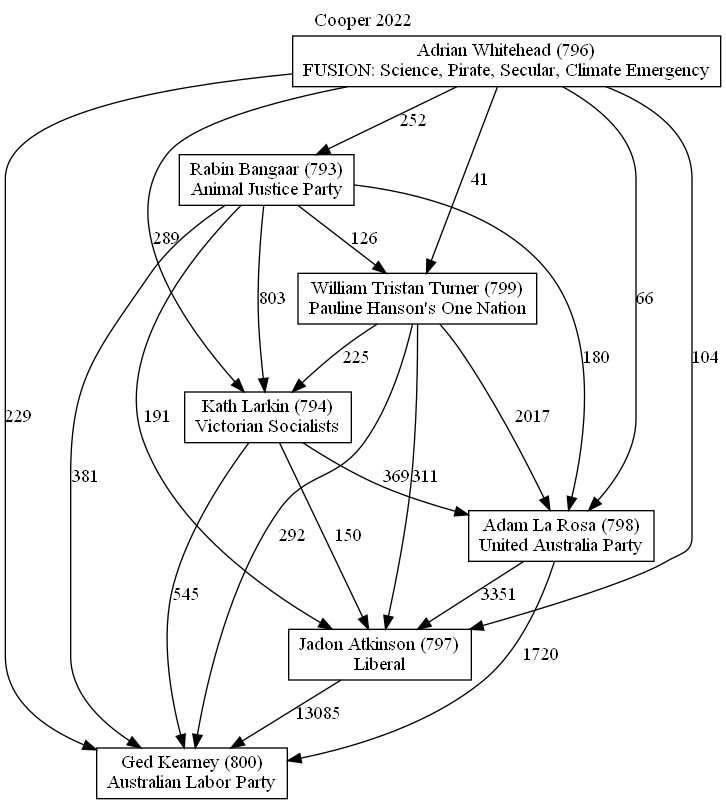 Cooper 2022
Adrian Whitehead (796)
FUSION: Science, Pirate, Secular, Climate Emergency
252
Rabin Bangaar (793)
Animal Justice Party
41
289
126
William Tristan Turner (799)
Pauline Hanson's One Nation
803
66
225
180
104
Kath Larkin (794)
Victorian Socialists
229
191
2017
381
369
311
Adam La Rosa (798)
United Australia Party
292
150
545
3351
Jadon Atkinson (797)
Liberal
1720
13085
Ged Kearney (800)
Australian Labor Party